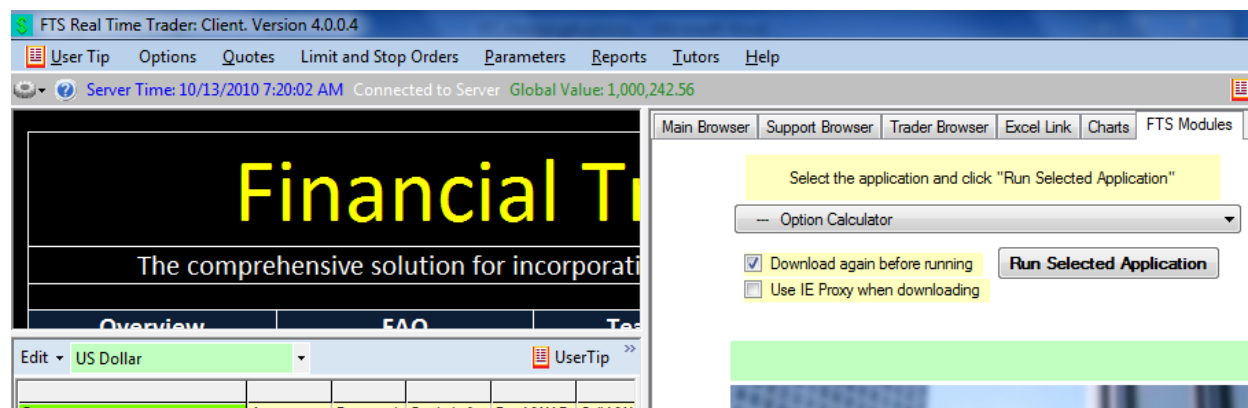 FTS Real Time Trader: Client. Version 4.0.0.4
User Tip Options Quotes Limit and Stop Orders Parameters Reports Tutors Help
Server Time: 10/13/2010 7:20:02 AM Connected to Server Global Value: 1,000,242.56
Main Browser Support Browser Trader Browser Excel Link Charts FTS Modules
Financial
Select the application and click "Run Selected Application"
--- Option Calculator
The comprehensive solution for
Download again before running Run Selected Application
Use IE Proxy when downloading
Overview FAQ
Edit US Dollar UserTip